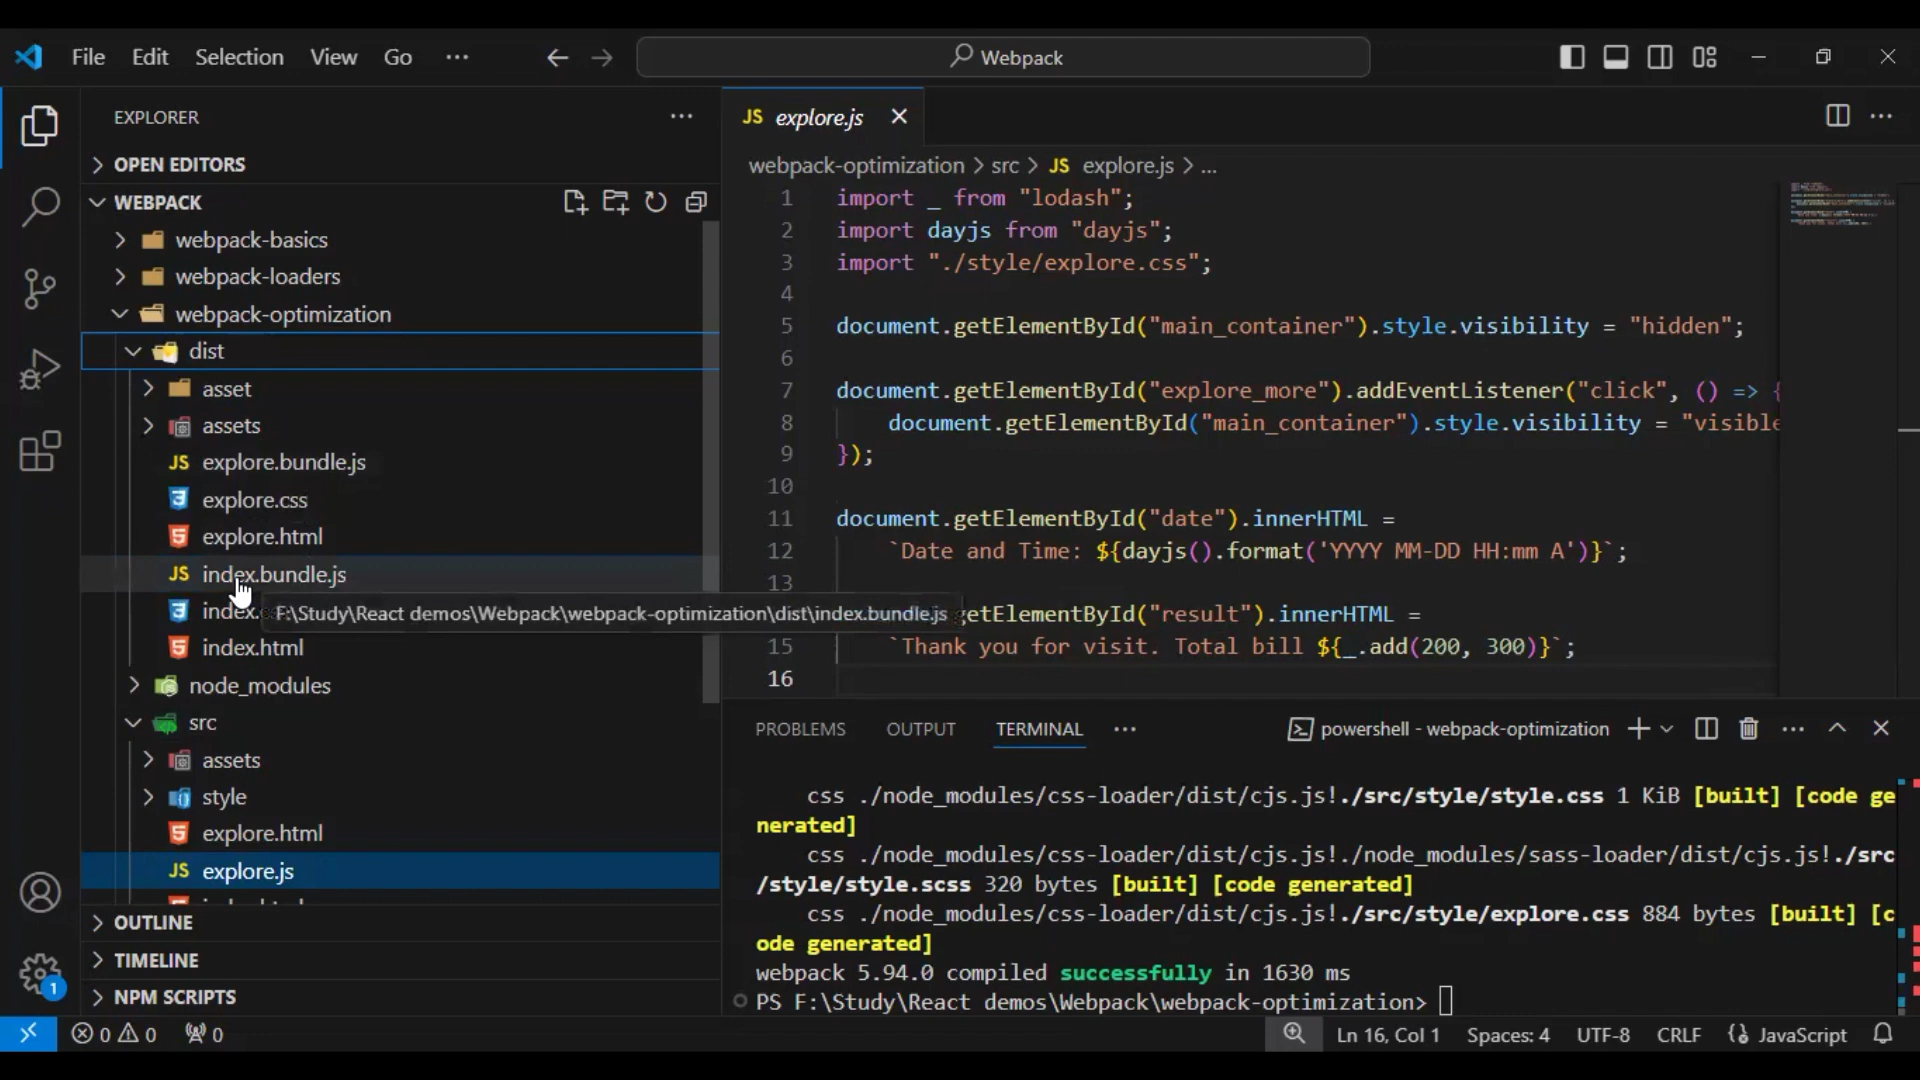 File Edit Selection View Go ··· Webpack
EXPLORER
OPEN EDITORS
WEBPACK
webpack-basics
webpack-loaders
webpack-optimization
dist
asset
assets
JS explore.bundle.js
explore.css
explore.html
JS index.bundle.js
index.
F:\Study\React demos\Webpack\webpack-optimization\dist\index.bundle.js
index.html
node_modules
src
assets
style
explore.html
JS explore.js
OUTLINE
TIMELINE
NPM SCRIPTS
JS explore.js
webpack-optimization > src > JS explore.js > ...
1 import _ from "lodash";
2 import dayjs from "dayjs";
3 import "./style/explore.css";
4
5 document.getElementById("main_container").style.visibility = "hidden";
6
7 document.getElementById("explore_more").addEventListener("click", () => {
8 document.getElementById("main_container").style.visibility = "visible
9 });
10
11 document.getElementById("date").innerHTML =
12 `Date and Time: ${dayjs().format('YYYY MM-DD HH:mm A')}`;
13
getElementById("result").innerHTML =
15 `Thank you for visit. Total bill ${_.add(200, 300)}`;
16
PROBLEMS OUTPUT TERMINAL ··· powershell - webpack-optimization
css ./node_modules/css-loader/dist/cjs.js!./src/style/style.css 1 KiB [built] [code ge
nerated]
css ./node_modules/css-loader/dist/cjs.js!./node_modules/sass-loader/dist/cjs.js!./src
/style/style.scss 320 bytes [built] [code generated]
css ./node_modules/css-loader/dist/cjs.js!./src/style/explore.css 884 bytes [built] [c
ode generated]
webpack 5.94.0 compiled successfully in 1630 ms
PS F:\Study\React demos\Webpack\webpack-optimization>
1
0 0 0 Ln 16, Col 1 Spaces: 4 UTF-8 CRLF JavaScript